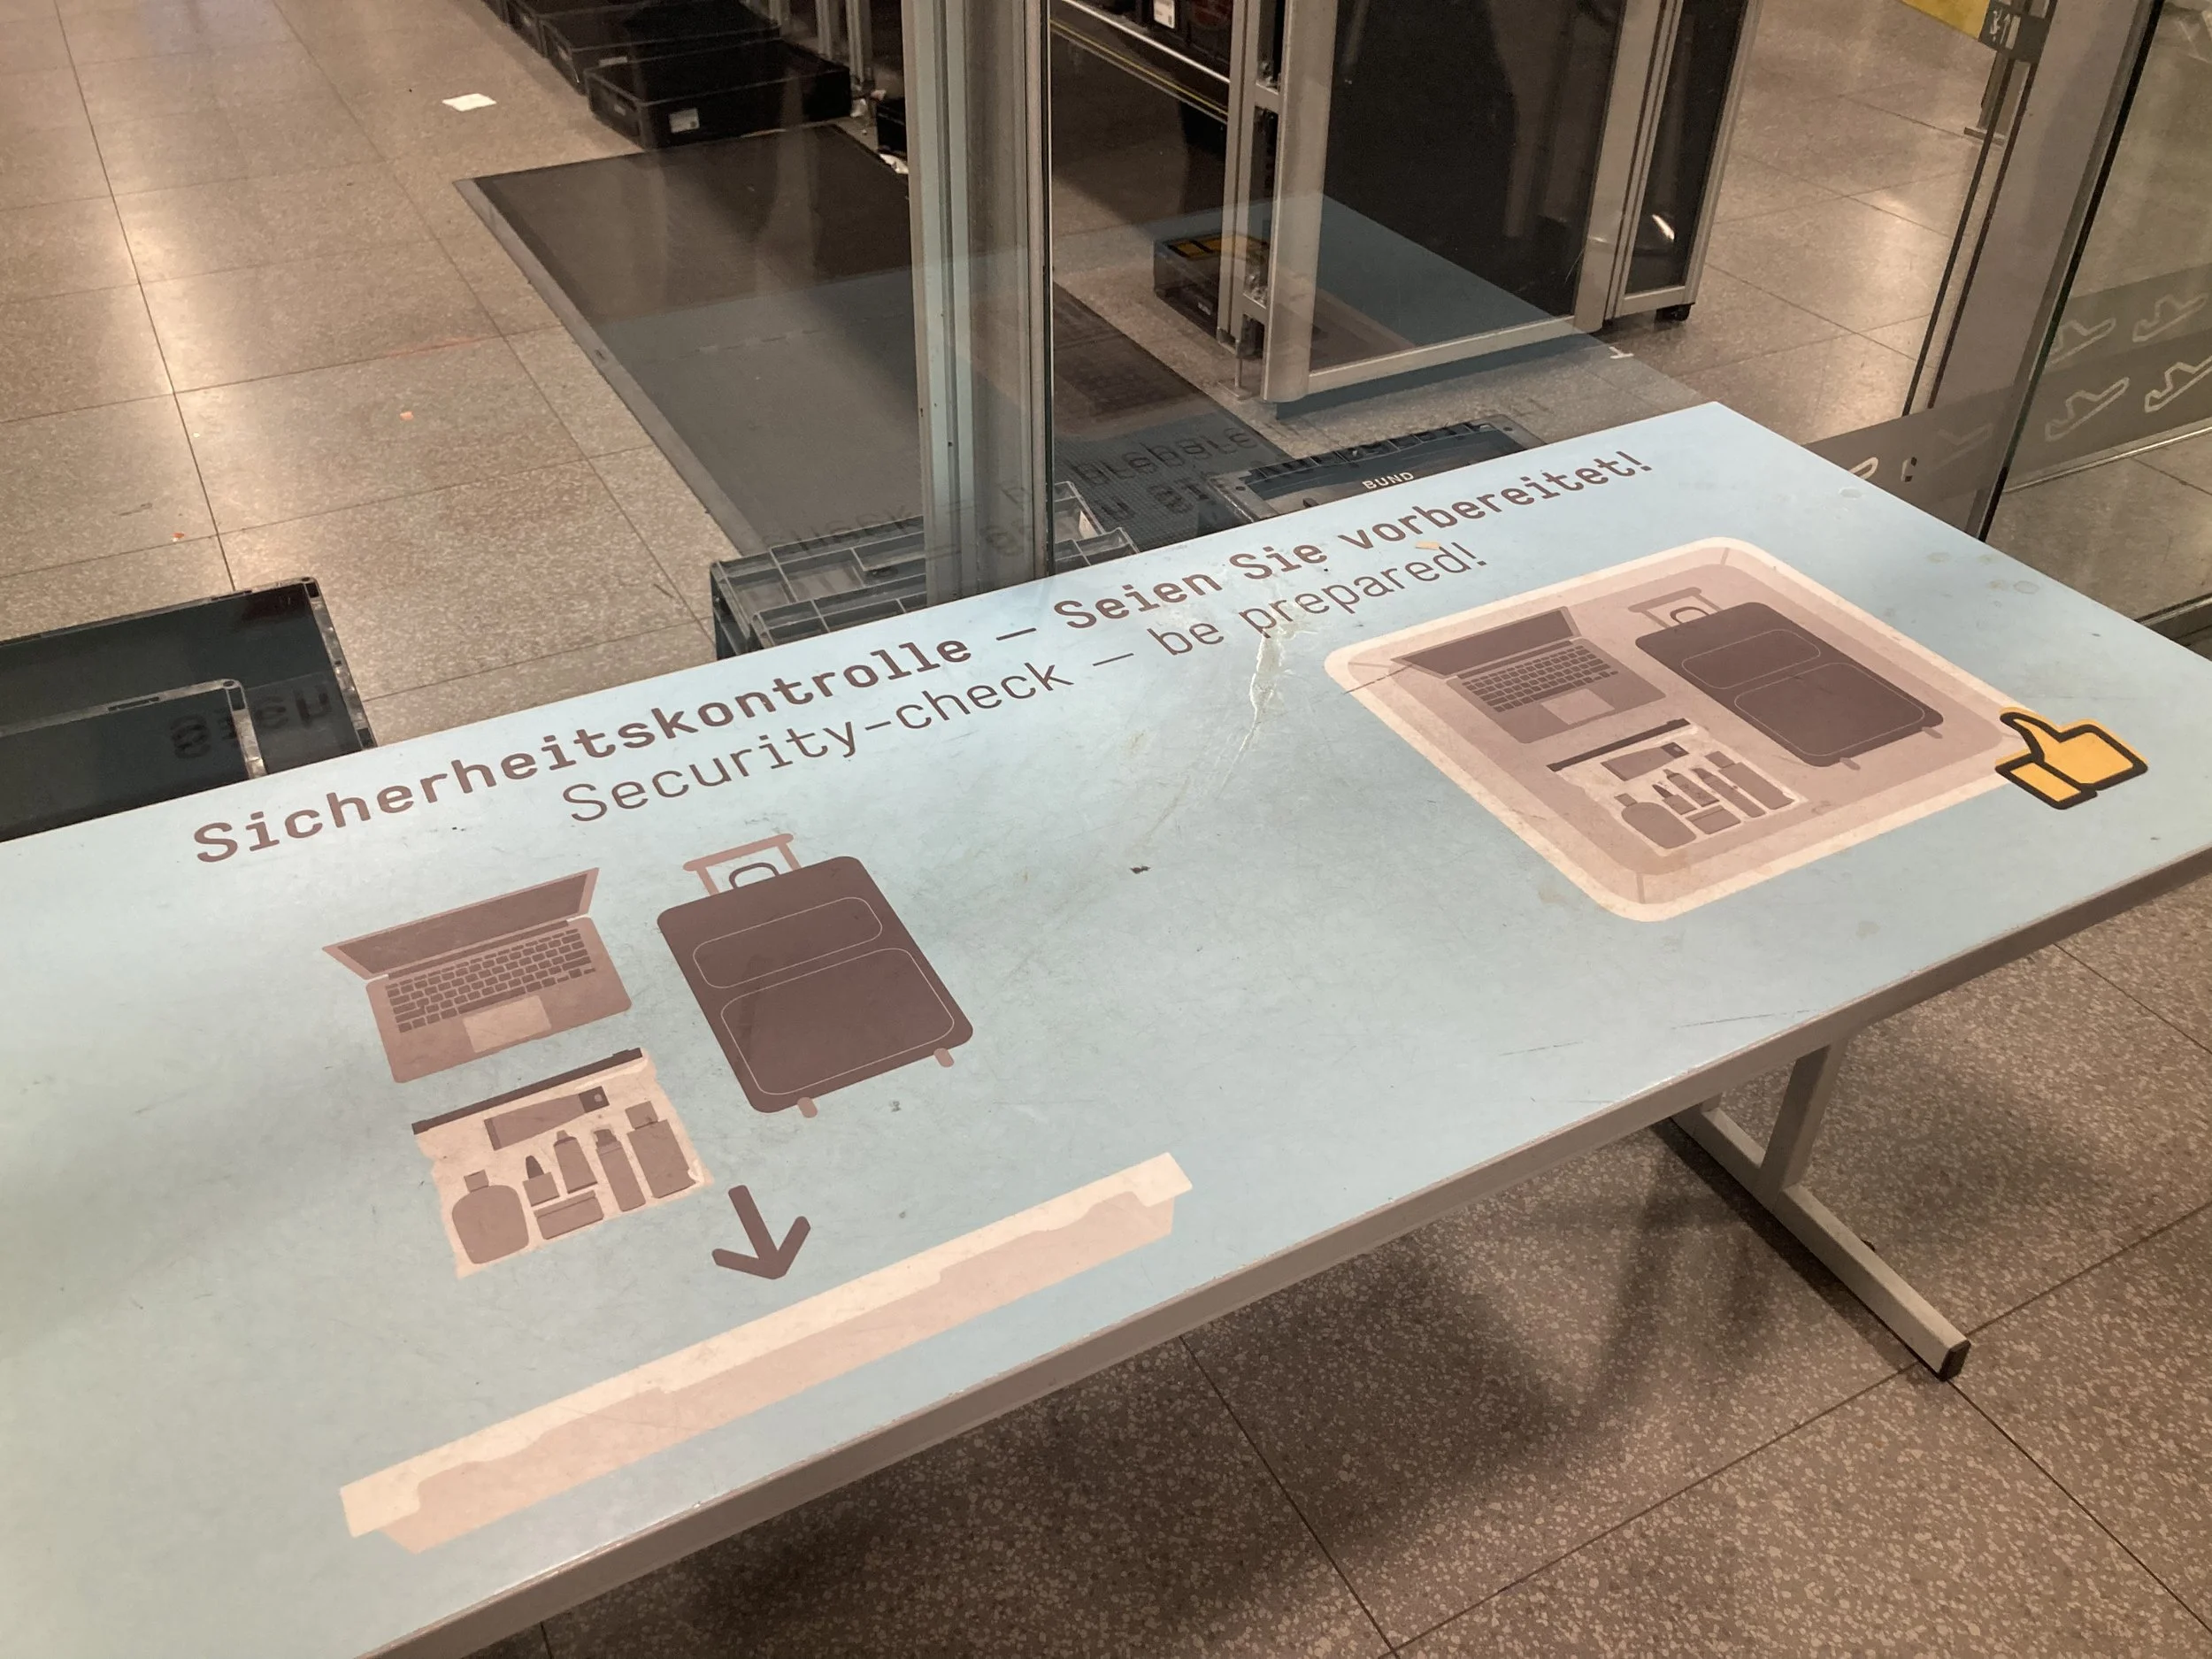 Sicherheitskontrolle – Seien Sie vorbereitet!
Security-check – be prepared!
BUND